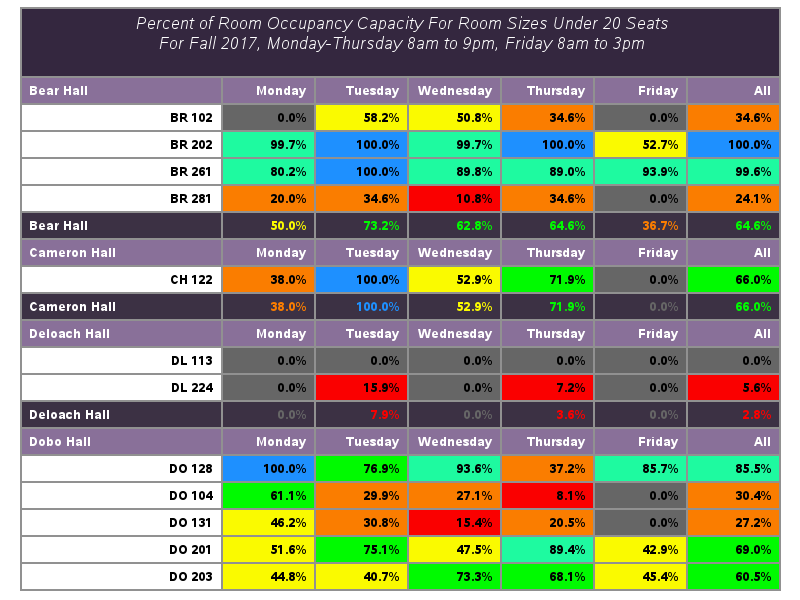 Percent of Room Occupancy Capacity For Room Sizes Under 20 Seats
For Fall 2017, Monday-Thursday 8am to 9pm, Friday 8am to 3pm
Bear Hall Monday Tuesday Wednesday Thursday Friday All
BR 102 0.0% 58.2% 50.8% 34.6% 0.0% 34.6%
BR 202 99.7% 100.0% 99.7% 100.0% 52.7% 100.0%
BR 261 80.2% 100.0% 89.8% 89.0% 93.9% 99.6%
BR 281 20.0% 34.6% 10.8% 34.6% 0.0% 24.1%
Bear Hall 50.0% 73.2% 62.8% 64.6% 36.7% 64.6%
Cameron Hall Monday Tuesday Wednesday Thursday Friday All
CH 122 38.0% 100.0% 52.9% 71.9% 0.0% 66.0%
Cameron Hall 38.0% 100.0% 52.9% 71.9% 0.0% 66.0%
Deloach Hall Monday Tuesday Wednesday Thursday Friday All
DL 113 0.0% 0.0% 0.0% 0.0% 0.0% 0.0%
DL 224 0.0% 15.9% 0.0% 7.2% 0.0% 5.6%
Deloach Hall 0.0% 7.9% 0.0% 3.6% 0.0% 2.8%
Dobo Hall Monday Tuesday Wednesday Thursday Friday All
DO 128 100.0% 76.9% 93.6% 37.2% 85.7% 85.5%
DO 104 61.1% 29.9% 27.1% 8.1% 0.0% 30.4%
DO 131 46.2% 30.8% 15.4% 20.5% 0.0% 27.2%
DO 201 51.6% 75.1% 47.5% 89.4% 42.9% 69.0%
DO 203 44.8% 40.7% 73.3% 68.1% 45.4% 60.5%